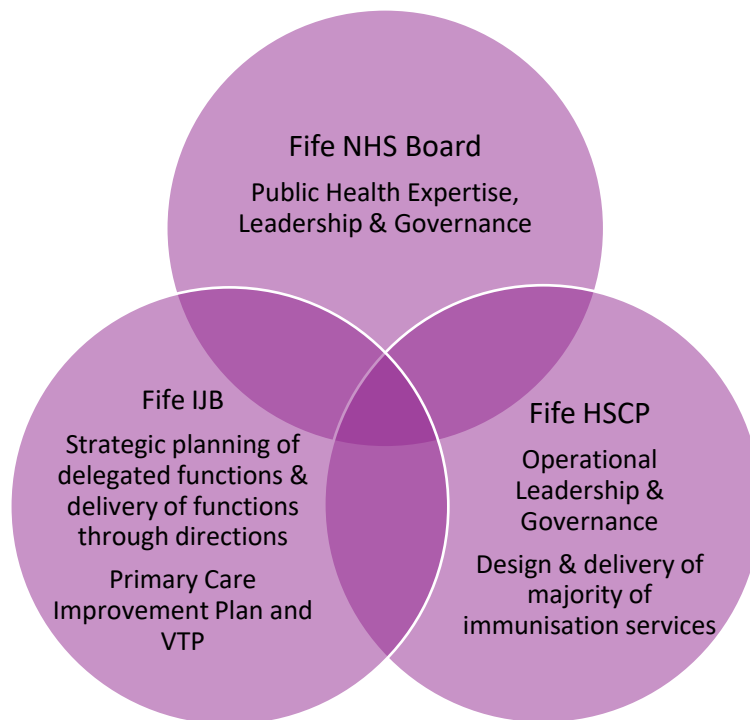 Fife NHS Board
Public Health Expertise,
Leadership & Governance
Fife IJB
Strategic planning of
delegated functions &
delivery of functions
through directions
Primary Care
Improvement Plan and
VTP
Fife HSCP
Operational
Leadership &
Governance
Design & delivery of
majority of
immunisation services